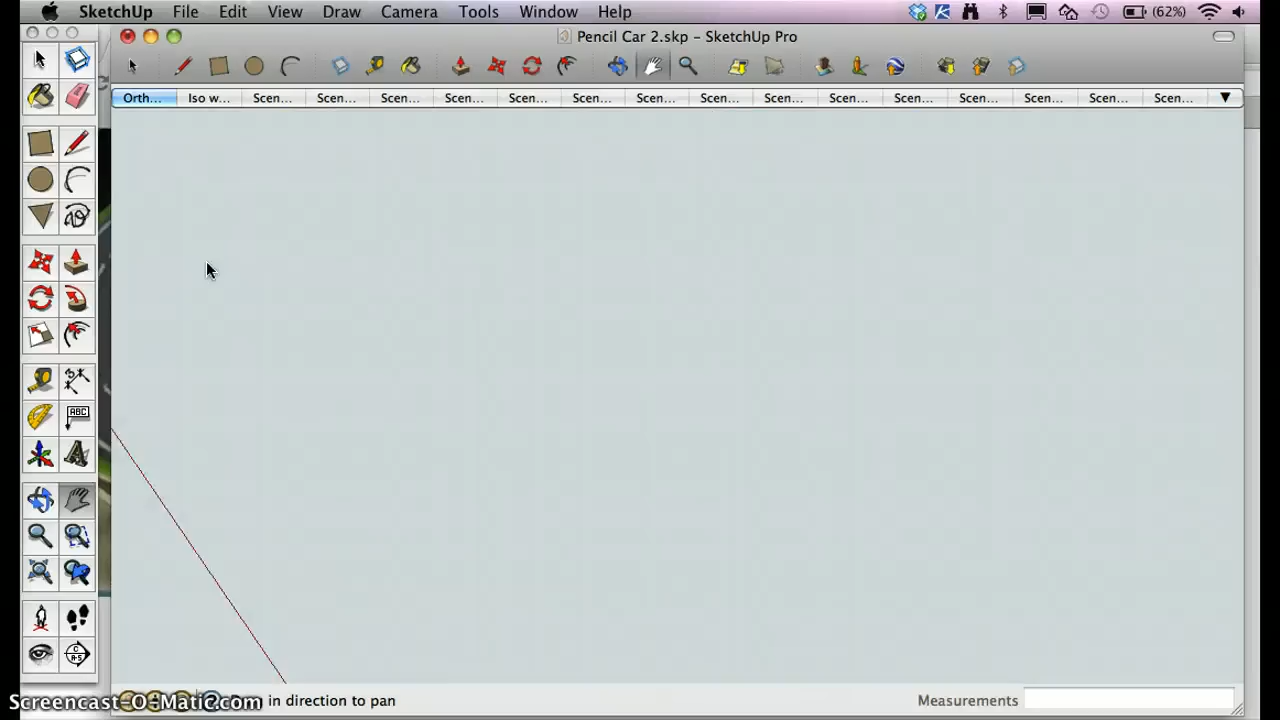 SketchUp File Edit View Draw Camera Tools Window Help (62%)
Pencil Car 2.skp – SketchUp Pro
Orth... Iso w... Scen... Scen... Scen... Scen... Scen... Scen... Scen... Scen... Scen... Scen... Scen... Scen... Scen... Scen... Scen...
ABC
A
in direction to pan
Measurements
Screencast-O-Matic.com